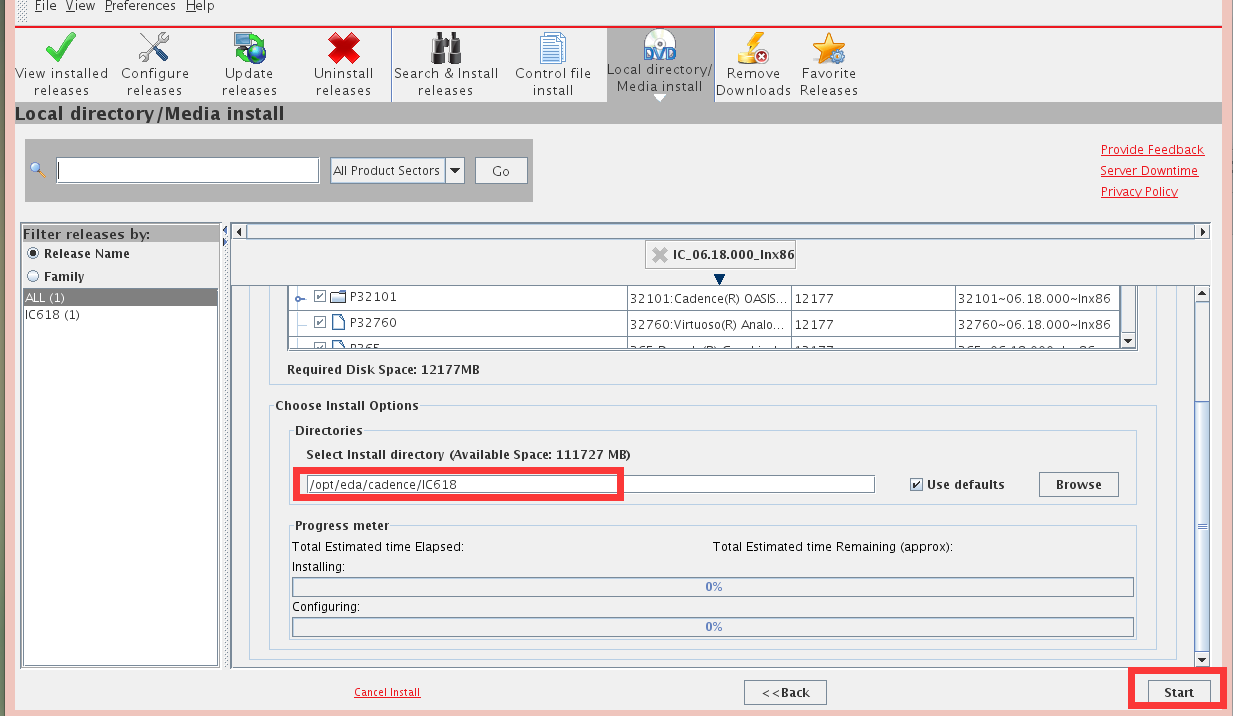 File View Preferences Help
View installed releases
Configure releases
Update releases
Uninstall releases
Search & Install releases
Control file install
DVD
Local directory/ Media install
Remove Downloads
Favorite Releases
Local directory/Media install
All Product Sectors
Go
Provide Feedback
Server Downtime
Privacy Policy
Filter releases by:
Release Name
Family
ALL (1)
IC618 (1)
IC_06.18.000_lnx86
P32101 32101:Cadence(R) OASIS... 12177 32101~06.18.000~lnx86
P32760 32760:Virtuoso(R) Analo... 12177 32760~06.18.000~lnx86
Required Disk Space: 12177MB
Choose Install Options
Directories
Select Install directory (Available Space: 111727 MB)
/opt/eda/cadence/IC618
Use defaults
Browse
Progress meter
Total Estimated time Elapsed: Total Estimated time Remaining (approx):
Installing:
0%
Configuring:
0%
Cancel Install
<<Back
Start